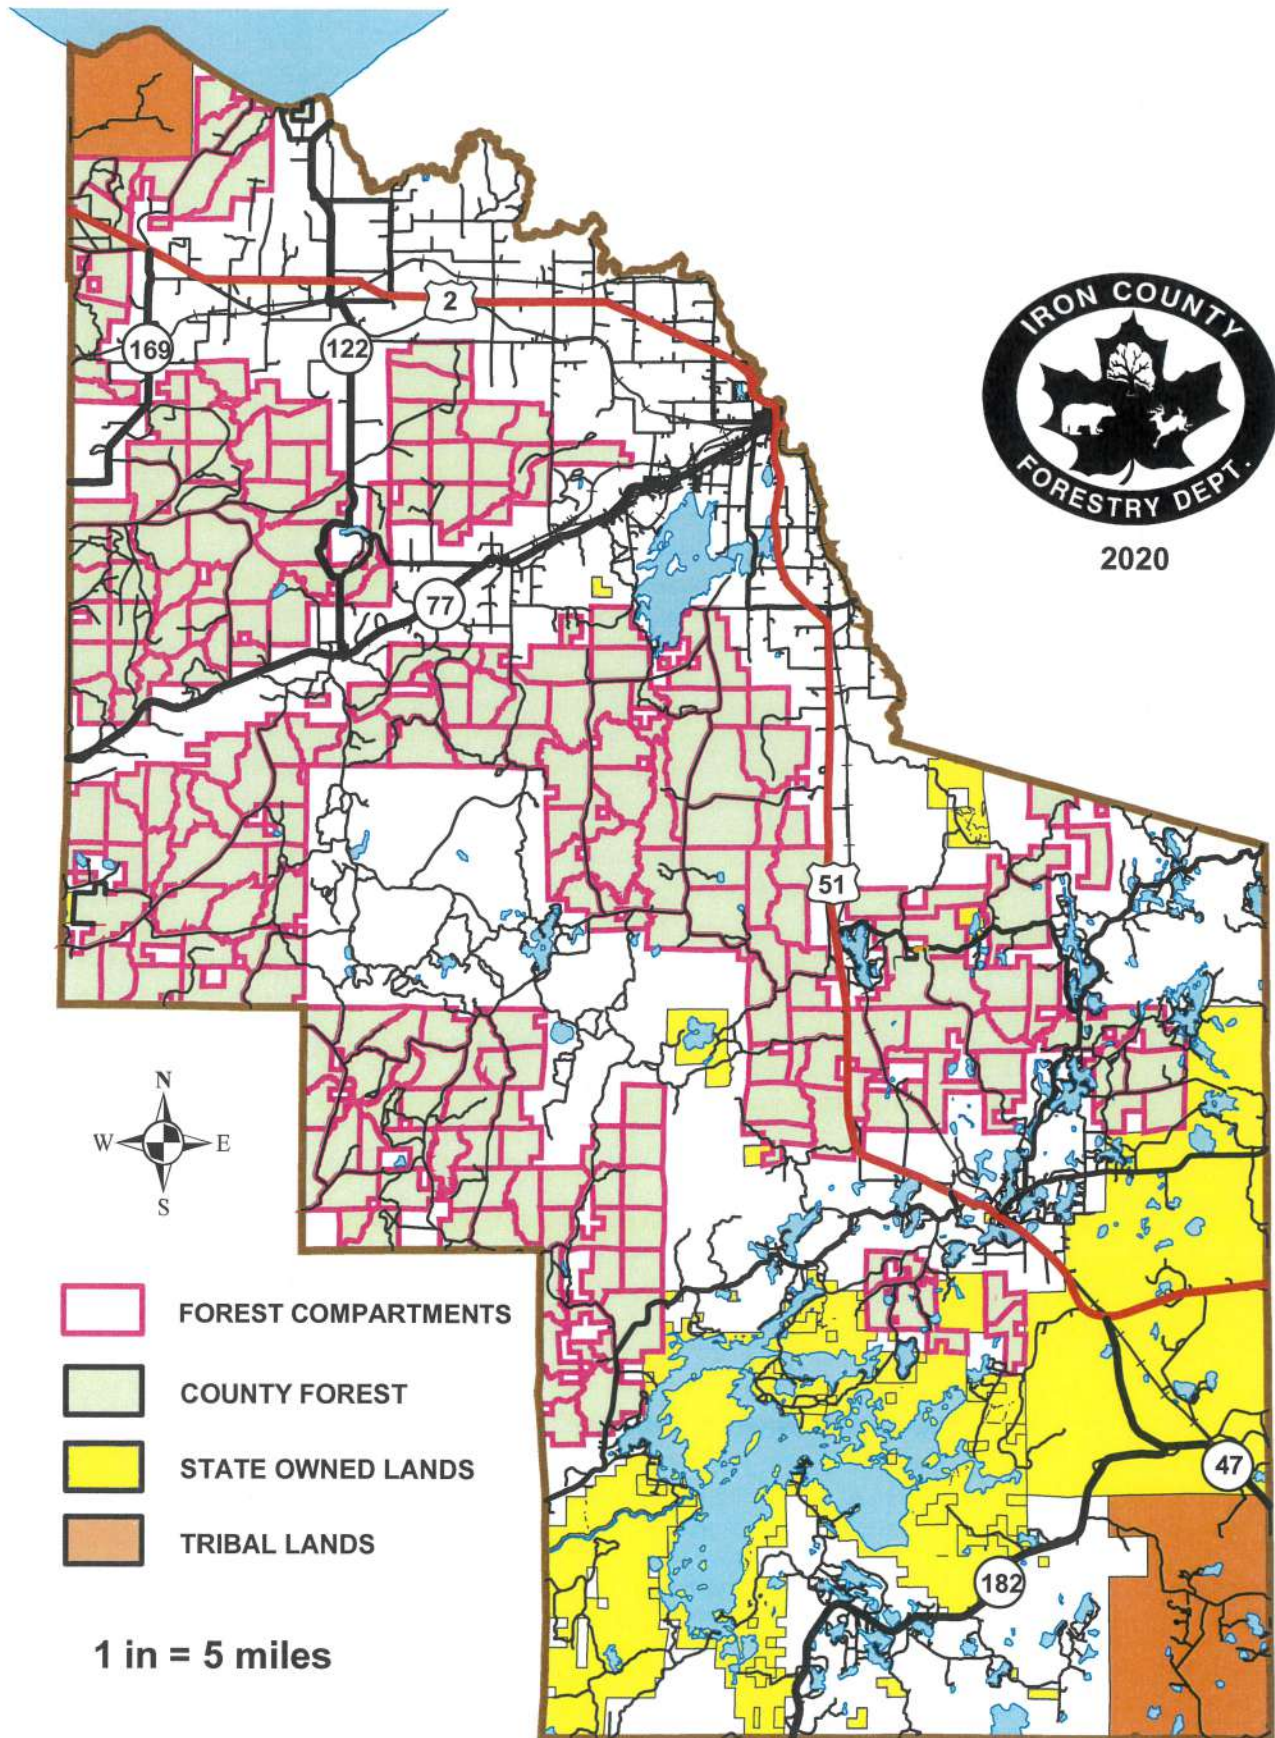 IRON COUNTY
FORESTRY DEPT.
2020
2
169
122
77
51
N
W E
S
FOREST COMPARTMENTS
COUNTY FOREST
STATE OWNED LANDS
TRIBAL LANDS
47
182
1 in = 5 miles